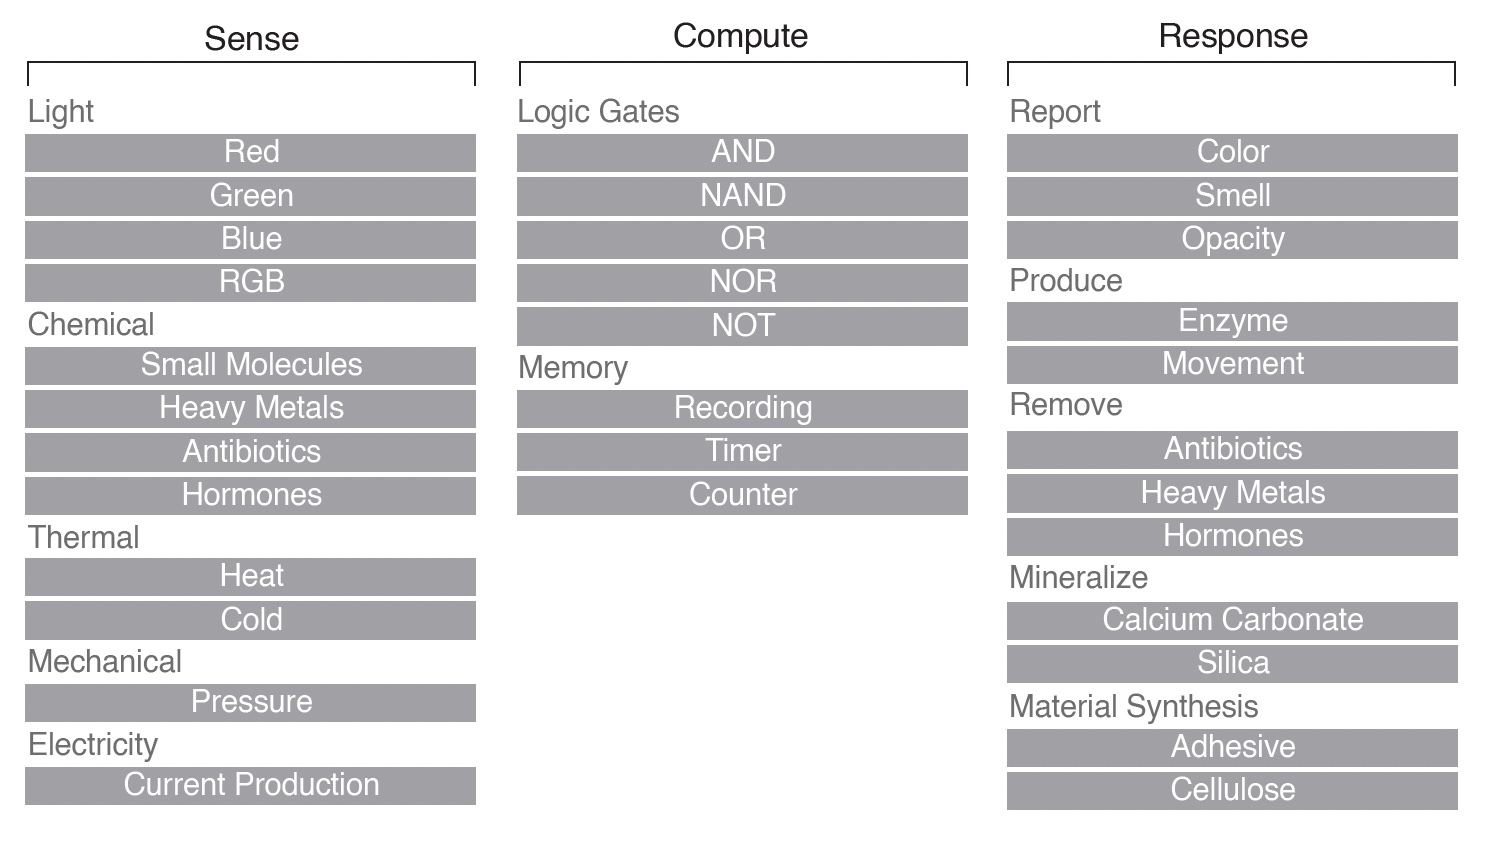 Sense
Light
Red
Green
Blue
RGB
Chemical
Small Molecules
Heavy Metals
Antibiotics
Hormones
Thermal
Heat
Cold
Mechanical
Pressure
Electricity
Current Production
Compute
Logic Gates
AND
NAND
OR
NOR
NOT
Memory
Recording
Timer
Counter
Response
Report
Color
Smell
Opacity
Produce
Enzyme
Movement
Remove
Antibiotics
Heavy Metals
Hormones
Mineralize
Calcium Carbonate
Silica
Material Synthesis
Adhesive
Cellulose